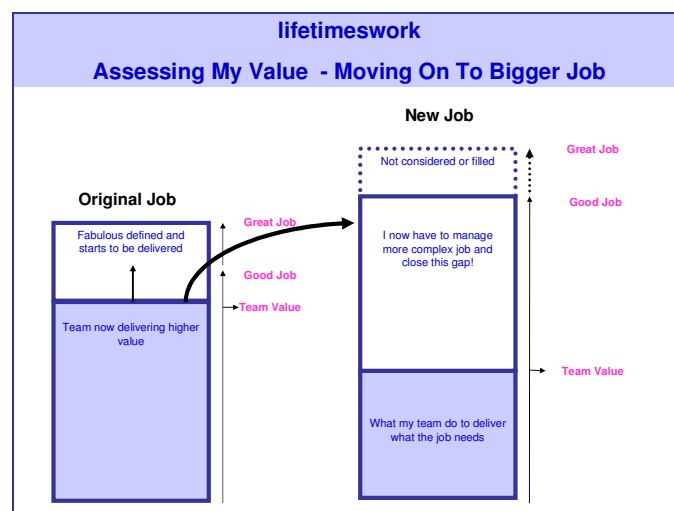 lifetimeswork
Assessing My Value - Moving On To Bigger Job
Original Job
Fabulous defined and
starts to be delivered
Team now delivering higher
value
Great Job
Good Job
Team Value
New Job
Not considered or filled
I now have to manage
more complex job and
close this gap!
What my team do to deliver
what the job needs
Great Job
Good Job
Team Value